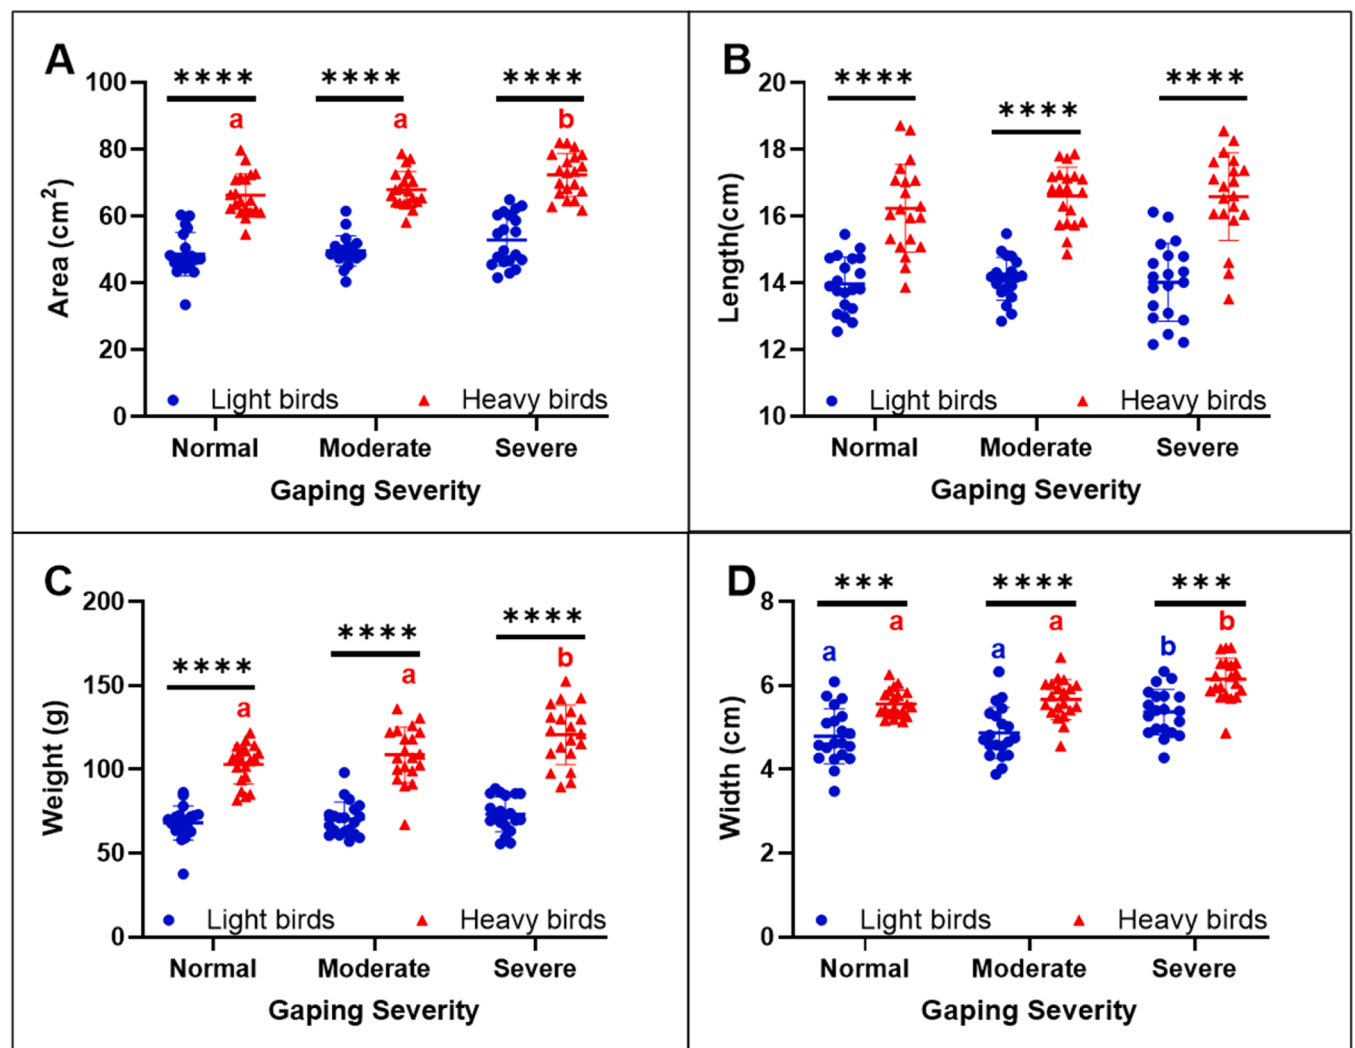 A
100
80
60
40
20
0
Area (cm²)
**** **** ****
a a b
Light birds Heavy birds
Normal Moderate Severe
Gaping Severity
B
20
18
16
14
12
10
Length(cm)
**** **** ****
Light birds Heavy birds
Normal Moderate Severe
Gaping Severity
C
200
150
100
50
0
Weight (g)
**** **** ****
a a b
Light birds Heavy birds
Normal Moderate Severe
Gaping Severity
D
8
6
4
2
0
Width (cm)
*** **** ***
a a b
a a b
Light birds Heavy birds
Normal Moderate Severe
Gaping Severity